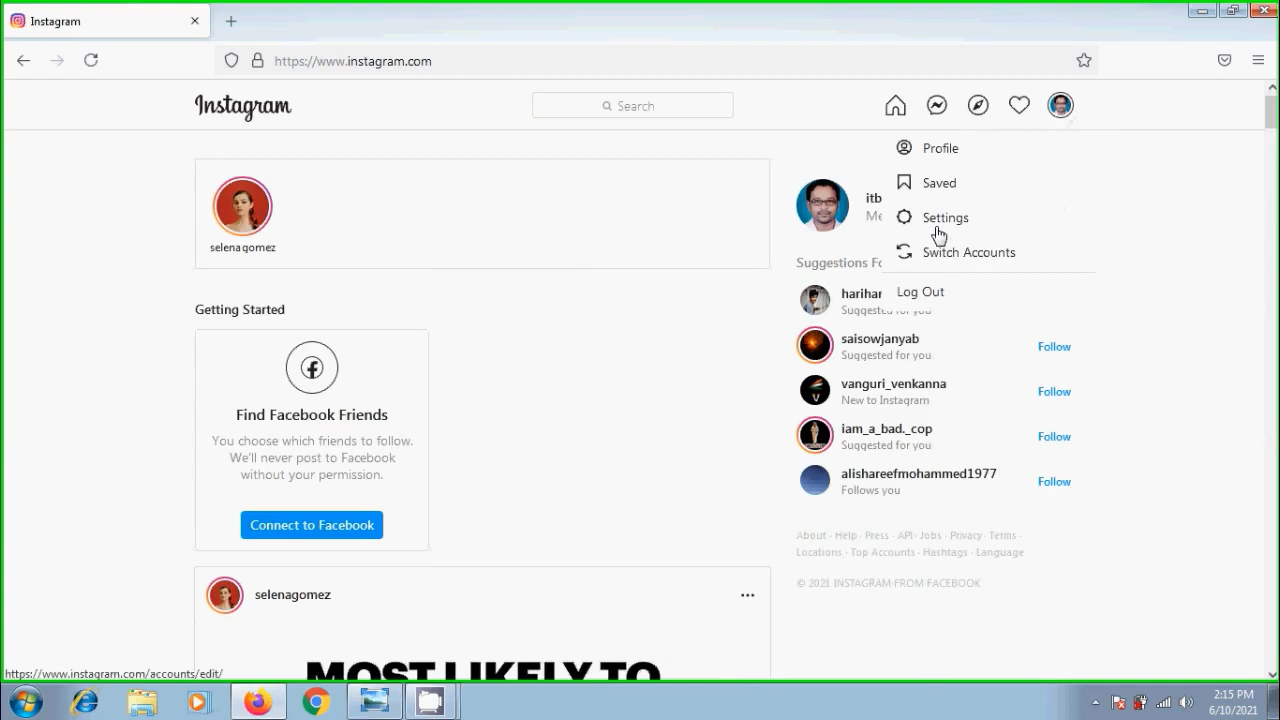 Instagram
https://www.instagram.com
Instagram
Search
Profile
Saved
Settings
Switch Accounts
Log Out
selenagomez
itb
Me
Suggestions Fo
harihar
Suggested for you
saisowjanyab
Suggested for you
Follow
vanguri_venkanna
New to Instagram
Follow
iam_a_bad._cop
Suggested for you
Follow
alishareefmohammed1977
Follows you
Follow
Getting Started
Find Facebook Friends
You choose which friends to follow.
We'll never post to Facebook
without your permission.
Connect to Facebook
About · Help · Press · API · Jobs · Privacy · Terms ·
Locations · Top Accounts · Hashtags · Language
© 2021 INSTAGRAM FROM FACEBOOK
selenagomez
MOST LIKELY TO
https://www.instagram.com/accounts/edit/
2:15 PM
6/10/2021